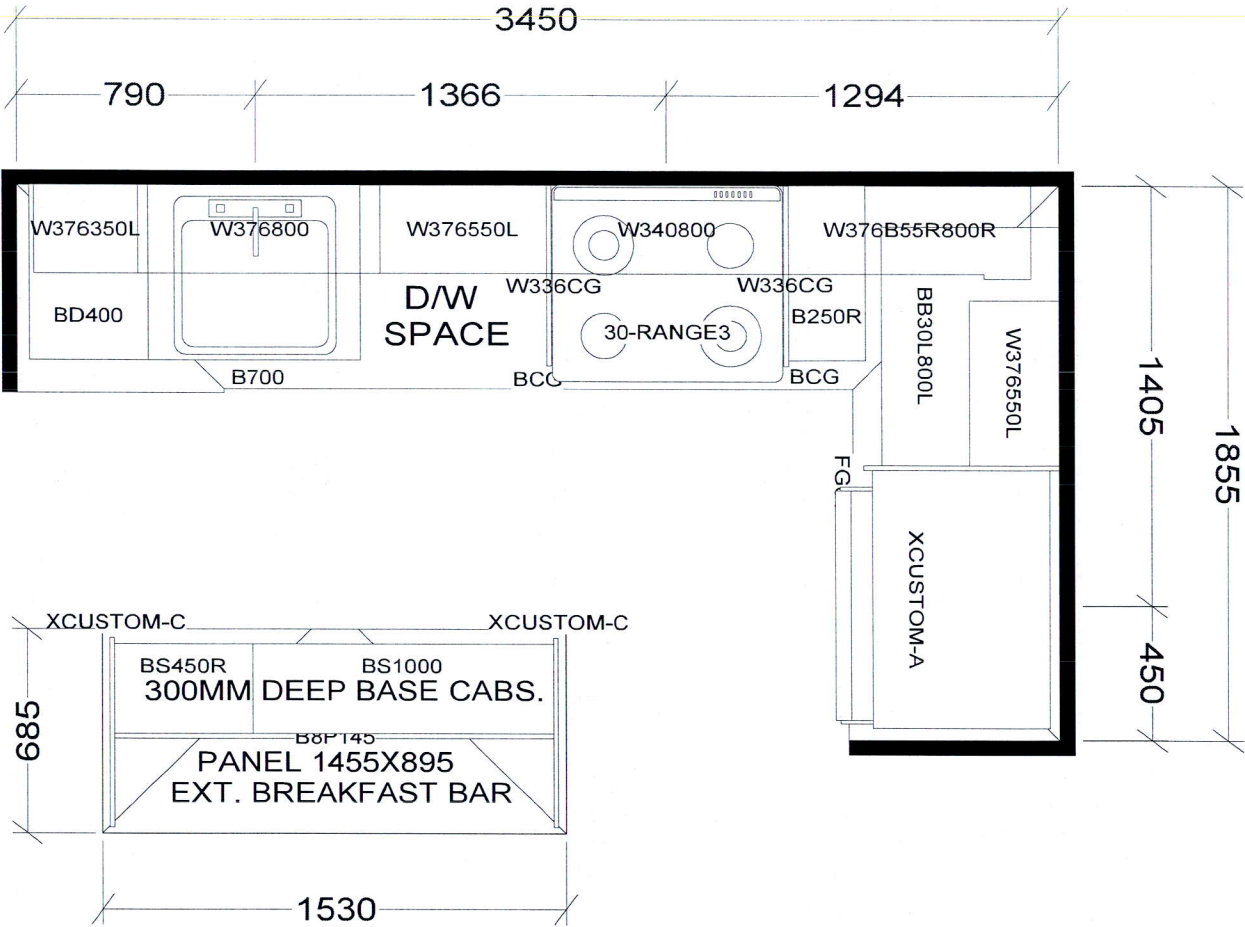 3450
790
1366
1294
W376350L
W376800
W376550L
W340800
W376B55R800R
W336CG
W336CG
D/W
SPACE
BD400
B250R
30-RANGE3
B700
BCG
BCG
BB30L800L
W376550L
1405
1855
FG
XCUSTOM-A
450
XCUSTOM-C
XCUSTOM-C
BS450R
BS1000
300MM DEEP BASE CABS.
685
PANEL 1455X895
EXT. BREAKFAST BAR
1530